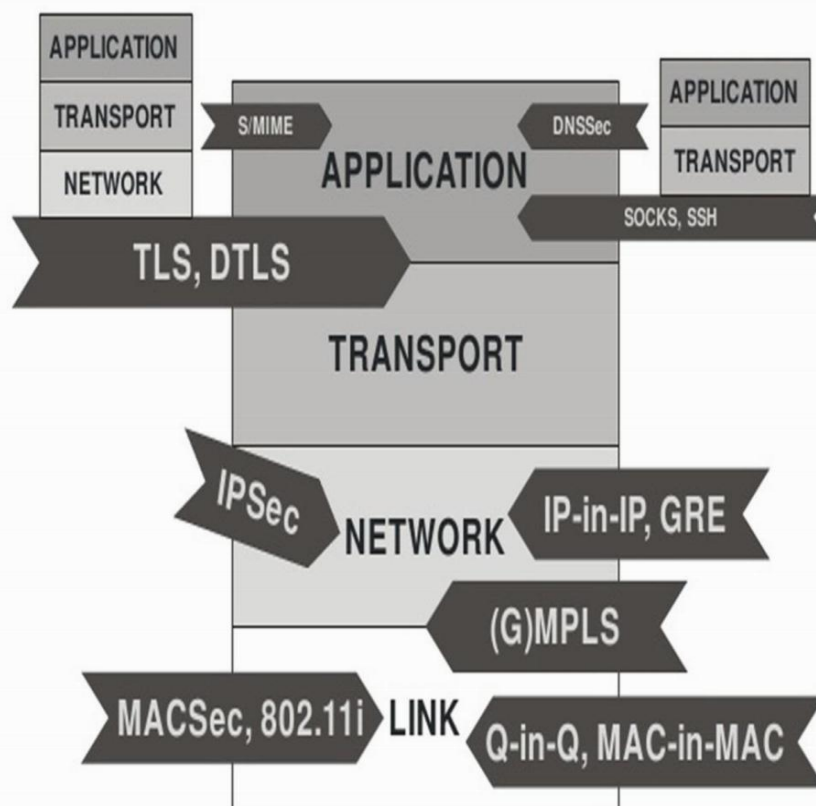 APPLICATION
TRANSPORT
NETWORK
S/MIME
DNSSec
APPLICATION
APPLICATION
TRANSPORT
SOCKS, SSH
TLS, DTLS
TRANSPORT
IPSec
NETWORK
IP-in-IP, GRE
(G)MPLS
MACSec, 802.11i
LINK
Q-in-Q, MAC-in-MAC